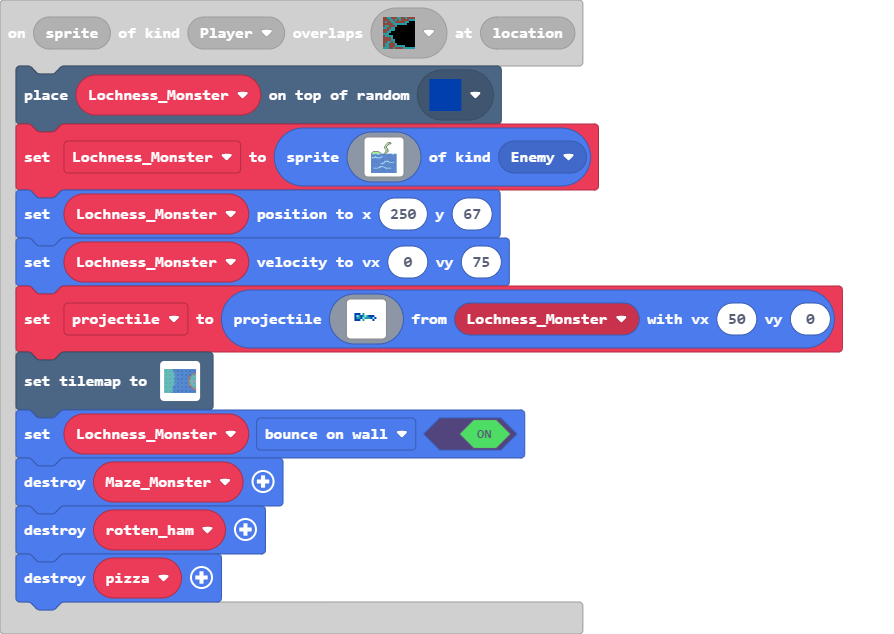 on sprite of kind Player overlaps at location
place Lochness_Monster on top of random
set Lochness_Monster to sprite of kind Enemy
set Lochness_Monster position to x 250 y 67
set Lochness_Monster velocity to vx 0 vy 75
set projectile to projectile from Lochness_Monster with vx 50 vy 0
set tilemap to
set Lochness_Monster bounce on wall ON
destroy Maze_Monster
destroy rotten_ham
destroy pizza